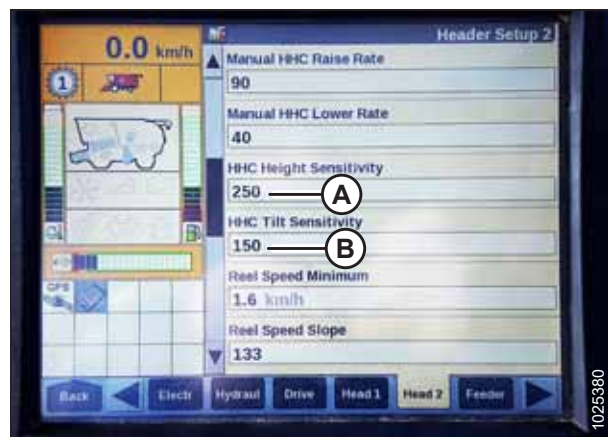 0.0 km/h
Header Setup 2
1
Manual HHC Raise Rate
90
Manual HHC Lower Rate
40
HHC Height Sensitivity
250
A
HHC Tilt Sensitivity
150
B
Reel Speed Minimum
1.6 km/h
GPS
Reel Speed Slope
133
Back
Electr
Hydraul
Drive
Head 1
Head 2
Feeder
1025380